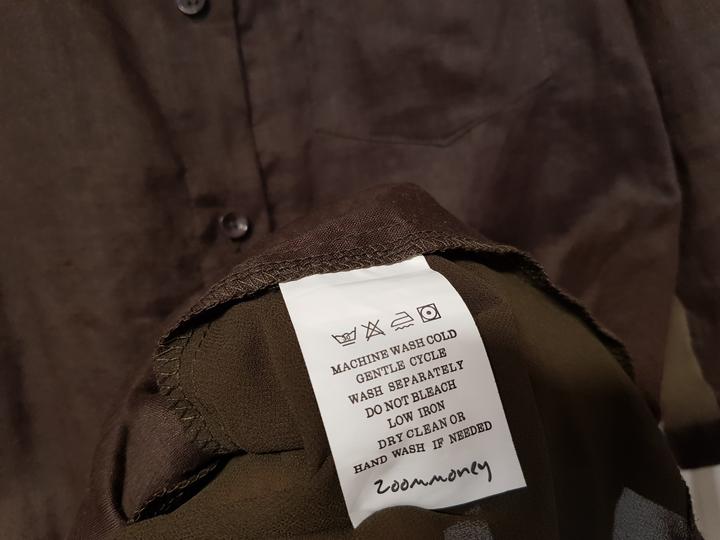 MACHINE WASH COLD
GENTLE CYCLE
WASH SEPARATELY
DO NOT BLEACH
LOW IRON
DRY CLEAN OR
HAND WASH IF NEEDED
zoommoney